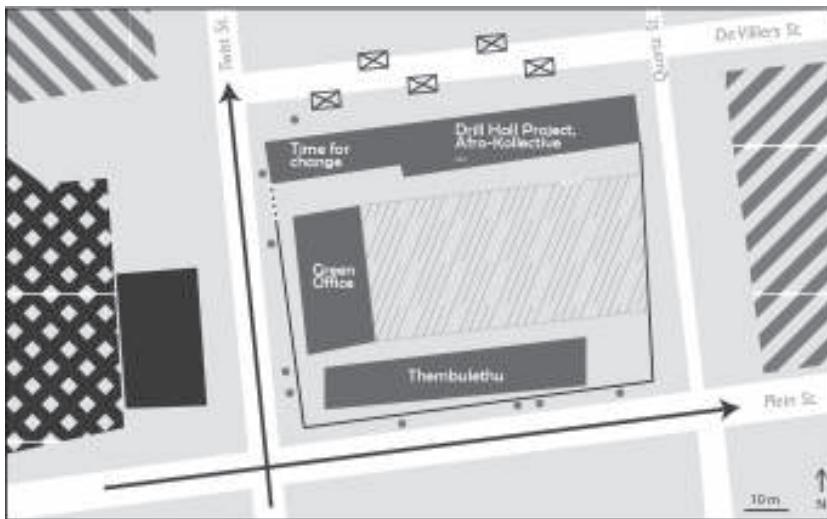 Twist St.
Quartz St.
De Villiers St.
Time for
change
Drill Hall Project,
Afro-Kollective
...
Green
Office
Thembulethu
Plein St.
10 m
N